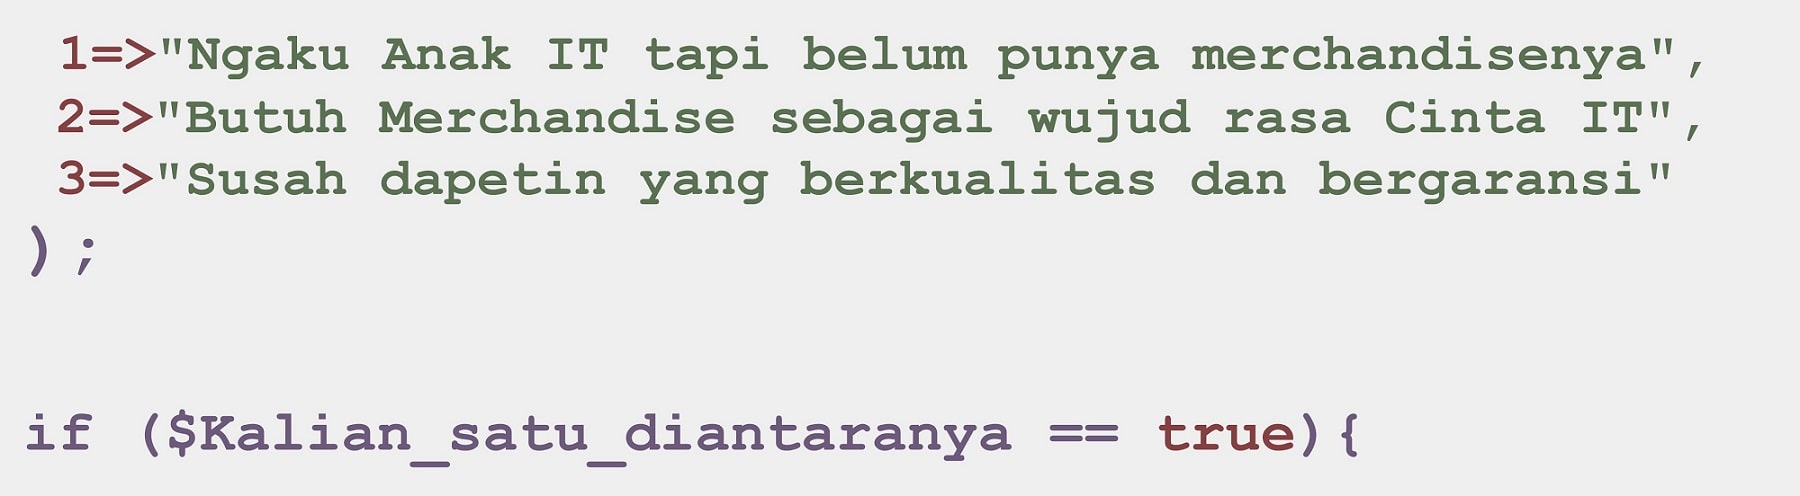 1=>"Ngaku Anak IT tapi belum punya merchandisenya",
2=>"Butuh Merchandise sebagai wujud rasa Cinta IT",
3=>"Susah dapetin yang berkualitas dan bergaransi"
);
if ($Kalian_satu_diantaranya == true){